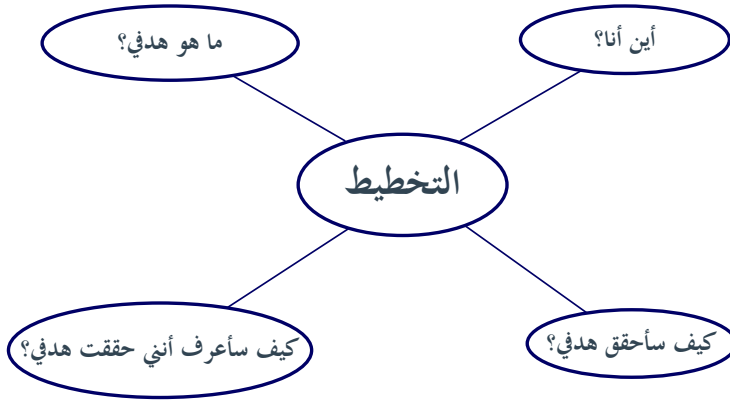 أين أنا؟
ما هو هدفي؟
التخطيط
كيف سأحقق هدفي؟
كيف سأعرف أنني حققت هدفي؟